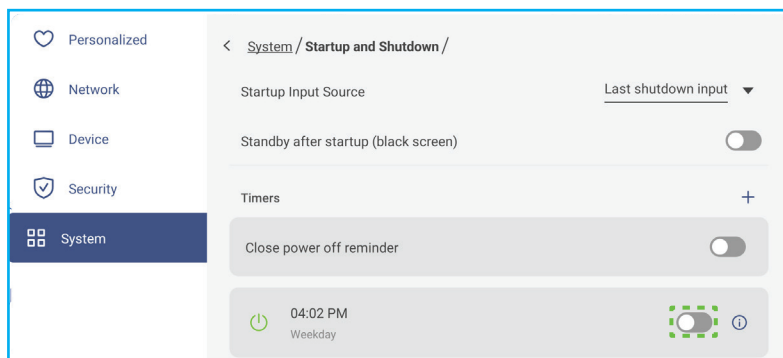 Personalized
Network
Device
Security
System
System / Startup and Shutdown /
Startup Input Source Last shutdown input
Standby after startup (black screen)
Timers
Close power off reminder
04:02 PM
Weekday